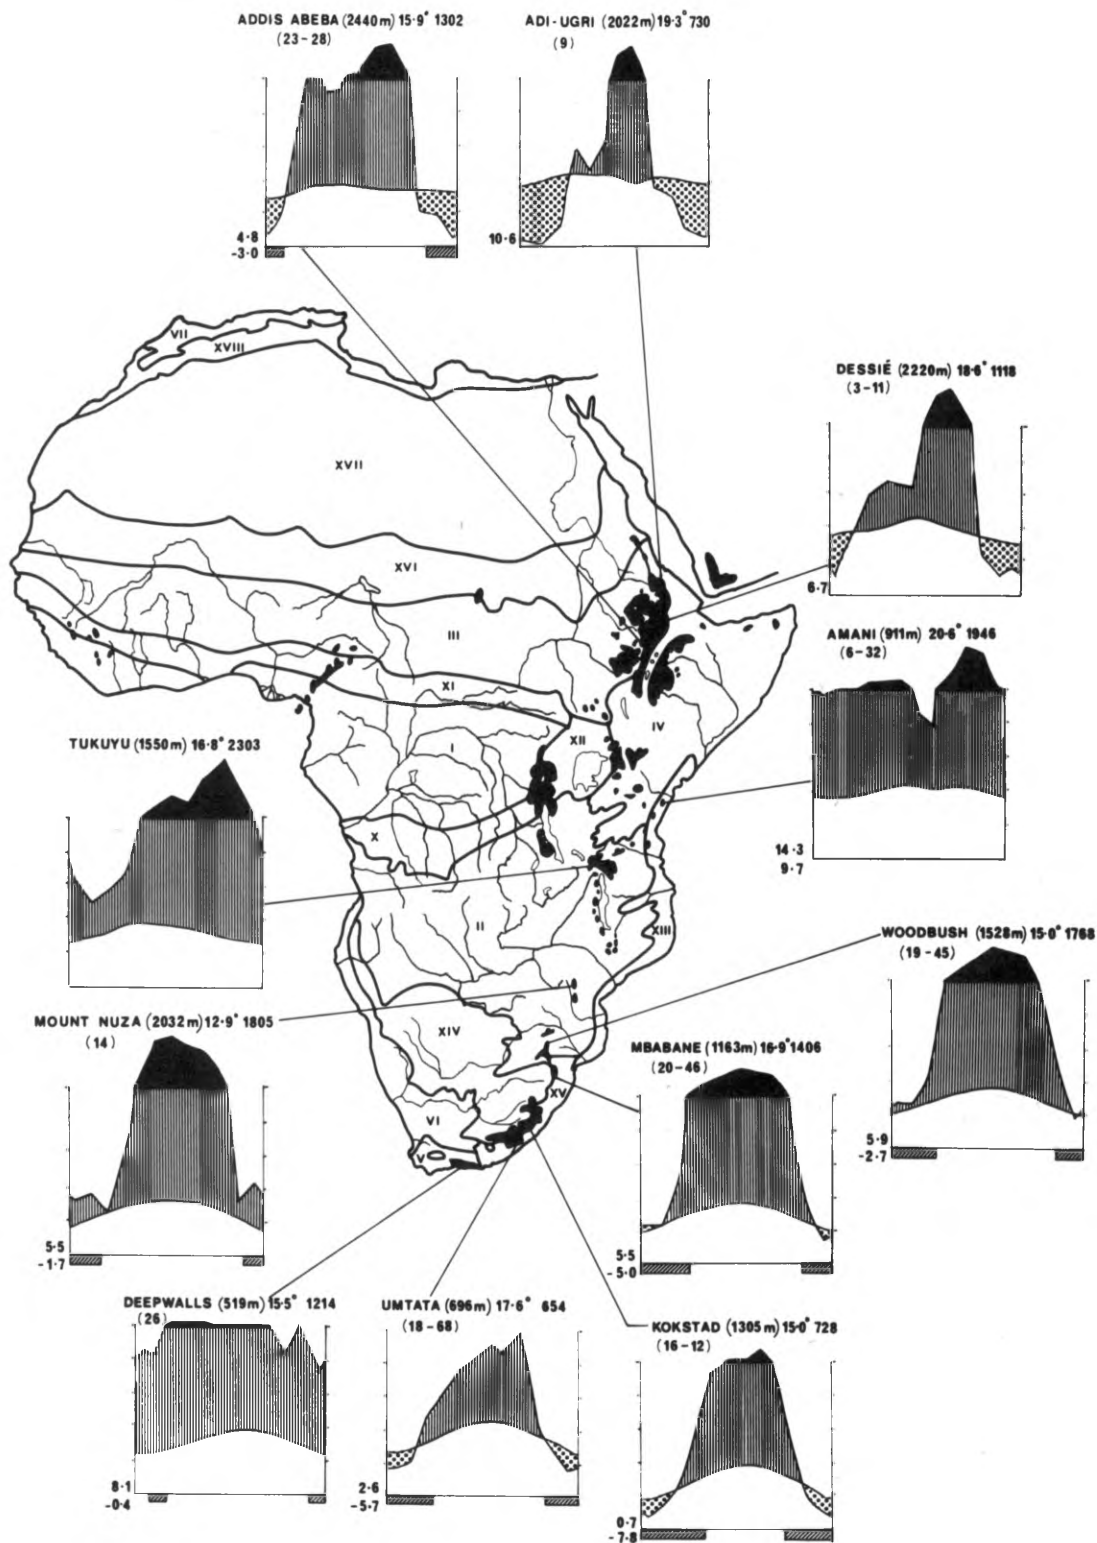 ADDIS ABEBA (2440m) 15·9° 1302
(23-28)
4·8
-3·0
ADI-UGRI (2022m) 19·3° 730
(9)
10·6
DESSIÉ (2220m) 18·6° 1118
(3-11)
6·7
AMANI (911m) 20·6° 1946
(6-32)
14·3
9·7
TUKUYU (1550m) 16·8° 2303
WOODBUSH (1528m) 15·0° 1768
(19-45)
5·9
-2·7
MOUNT NUZA (2032m) 12·9° 1805
(14)
5·5
-1·7
MBABANE (1163m) 16·9° 1406
(20-46)
5·5
-5·0
DEEPWALLS (519m) 15·5° 1214
(26)
8·1
-0·4
UMTATA (696m) 17·6° 654
(18-68)
2·6
-5·7
KOKSTAD (1305m) 15·0° 728
(16-12)
0·7
-7·8
VII
XVIII
XVII
XVI
III
XI
IV
I
XII
X
II
XIII
XIV
XV
VI
V